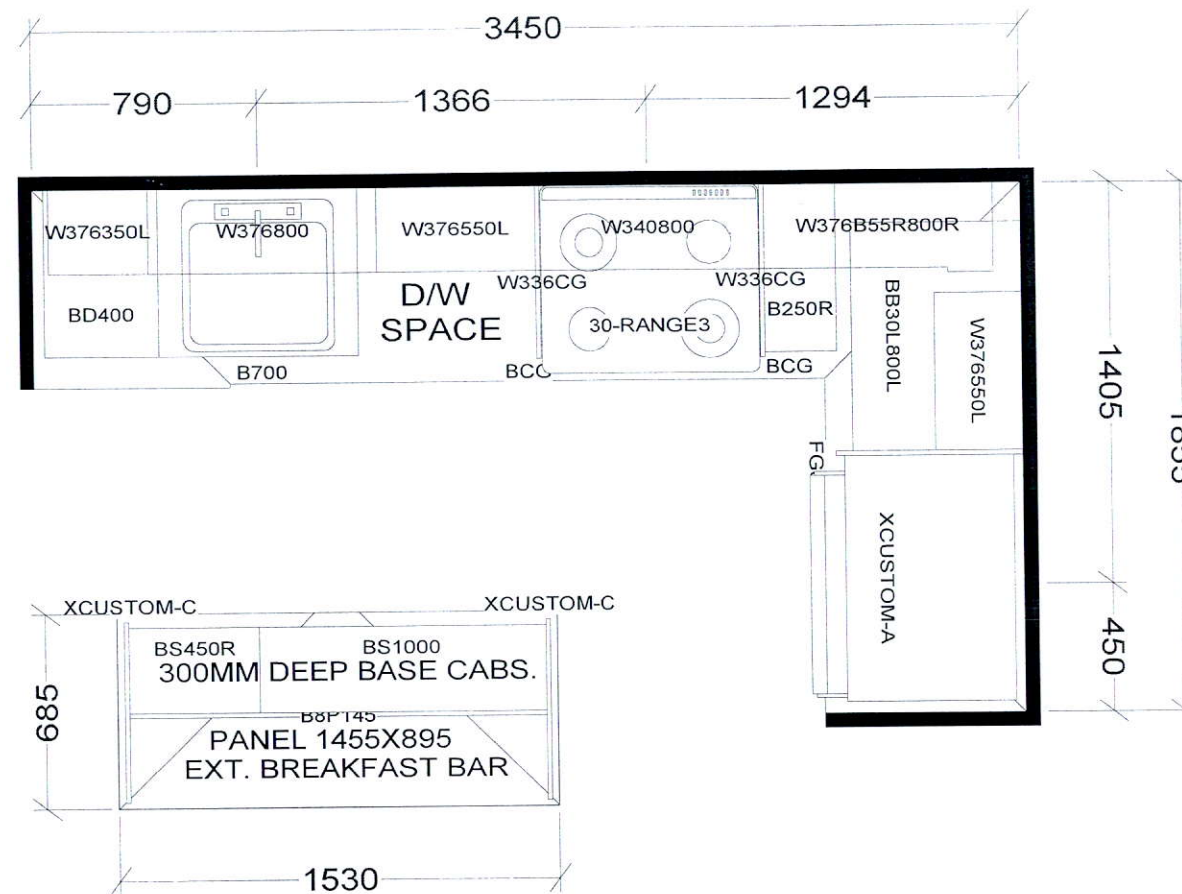 3450
790
1366
1294
W376350L
W376800
W376550L
W340800
W376B55R800R
W336CG
W336CG
D/W
SPACE
BD400
30-RANGE3
B250R
BB30L800L
W376550L
B700
BCG
BCG
1405
FG
XCUSTOM-A
450
XCUSTOM-C
XCUSTOM-C
BS450R
BS1000
300MM DEEP BASE CABS.
685
PANEL 1455X895
EXT. BREAKFAST BAR
1530